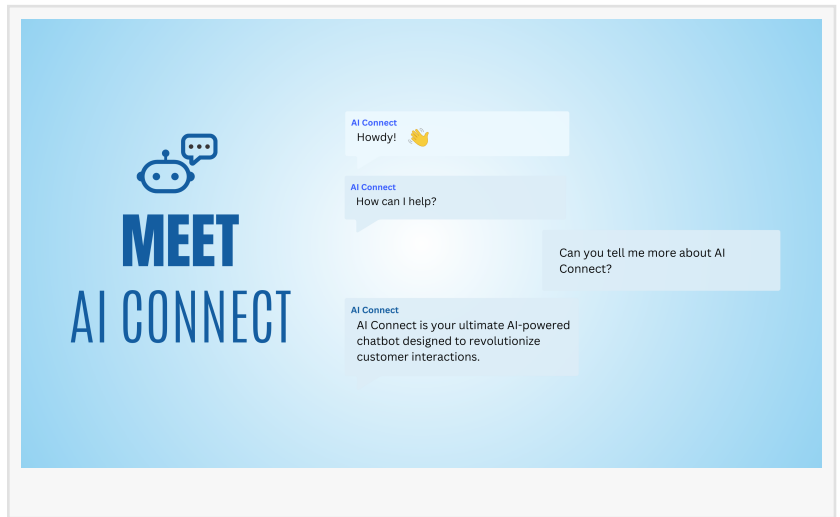 MEET
AI CONNECT
AI Connect
Howdy!
AI Connect
How can I help?
Can you tell me more about AI
Connect?
AI Connect
AI Connect is your ultimate AI-powered
chatbot designed to revolutionize
customer interactions.